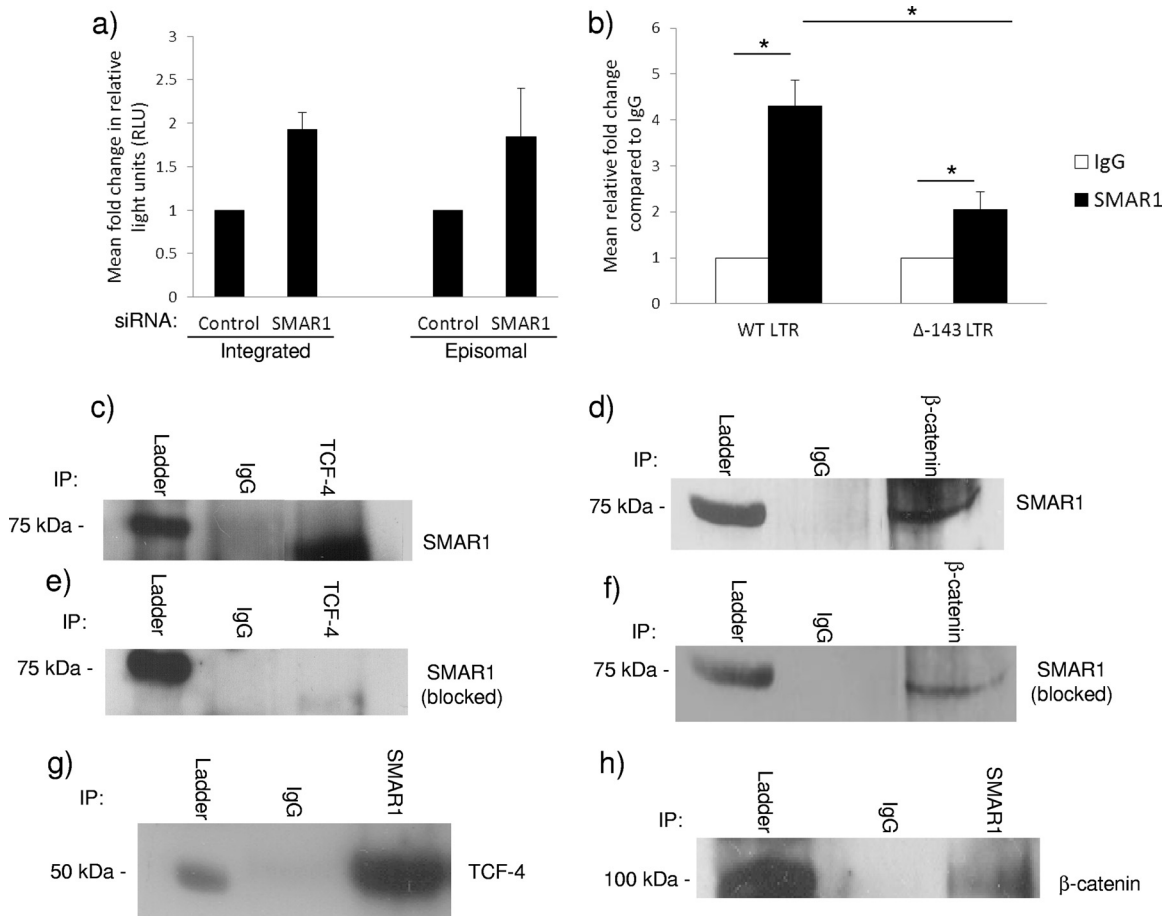 a)
Mean fold change in relative
light units (RLU)
3
2.5
2
1.5
1
0.5
0
siRNA:
Control SMAR1
Control SMAR1
Integrated
Episomal
b)
Mean relative fold change
compared to IgG
6
5
4
3
2
1
0
*
*
*
WT LTR
Δ-143 LTR
IgG
SMAR1
c)
IP:
Ladder
IgG
TCF-4
75 kDa -
SMAR1
d)
IP:
Ladder
IgG
β-catenin
75 kDa -
SMAR1
e)
IP:
Ladder
IgG
TCF-4
75 kDa -
SMAR1
(blocked)
f)
IP:
Ladder
IgG
β-catenin
75 kDa -
SMAR1
(blocked)
g)
IP:
Ladder
IgG
SMAR1
50 kDa -
TCF-4
h)
IP:
Ladder
IgG
SMAR1
100 kDa -
β-catenin